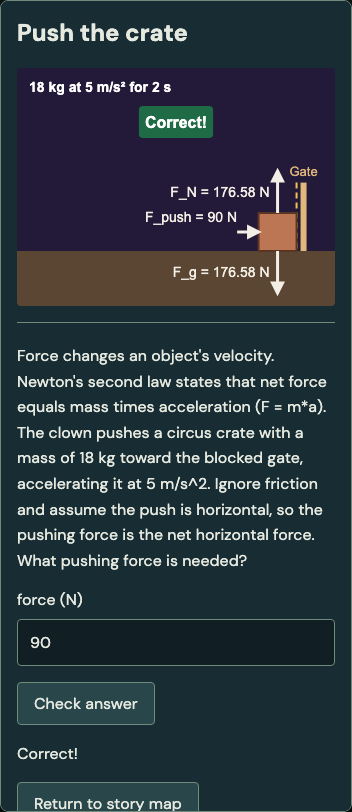 Push the crate
18 kg at 5 m/s² for 2 s
Correct!
Gate
F_N = 176.58 N
F_push = 90 N
F_g = 176.58 N
Force changes an object's velocity.
Newton's second law states that net force
equals mass times acceleration (F = m*a).
The clown pushes a circus crate with a
mass of 18 kg toward the blocked gate,
accelerating it at 5 m/s^2. Ignore friction
and assume the push is horizontal, so the
pushing force is the net horizontal force.
What pushing force is needed?
force (N)
90
Check answer
Correct!
Return to story map